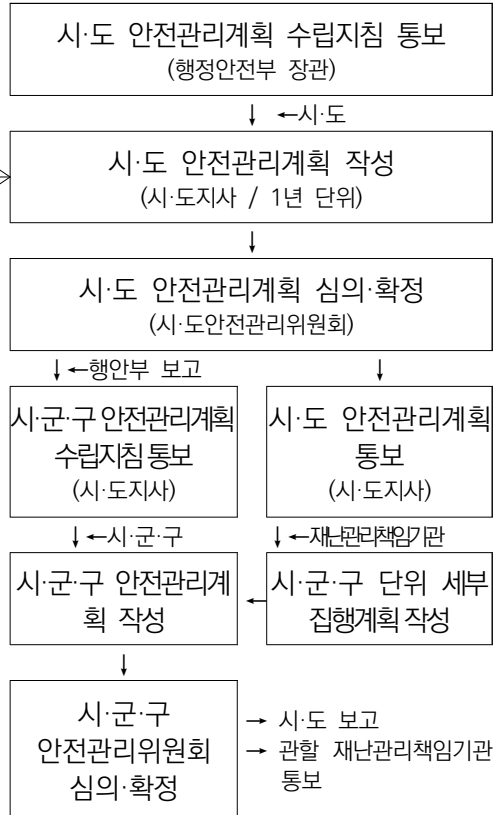 시·도 안전관리계획 수립지침 통보
(행정안전부 장관)
↓ ←시·도
시·도 안전관리계획 작성
(시·도지사 / 1년 단위)
↓
시·도 안전관리계획 심의·확정
(시·도안전관리위원회)
↓ ←행안부 보고
↓
시·군·구 안전관리계획
수립지침 통보
(시·도지사)
시·도 안전관리계획
통보
(시·도지사)
↓ ←시·군·구
↓ ←재난관리책임기관
시·군·구 안전관리계
획 작성
←
시·군·구 단위 세부
집행계획 작성
↓
시·군·구
안전관리위원회
심의·확정
→ 시·도 보고
→ 관할 재난관리책임기관
통보